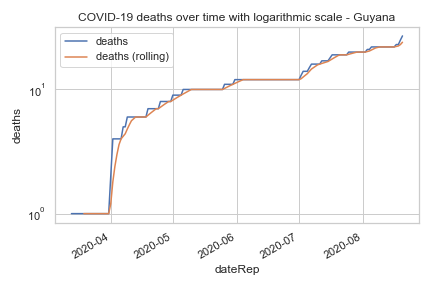 COVID-19 deaths over time with logarithmic scale - Guyana
deaths
deaths (rolling)
10¹
10⁰
deaths
2020-04
2020-05
2020-06
2020-07
2020-08
dateRep